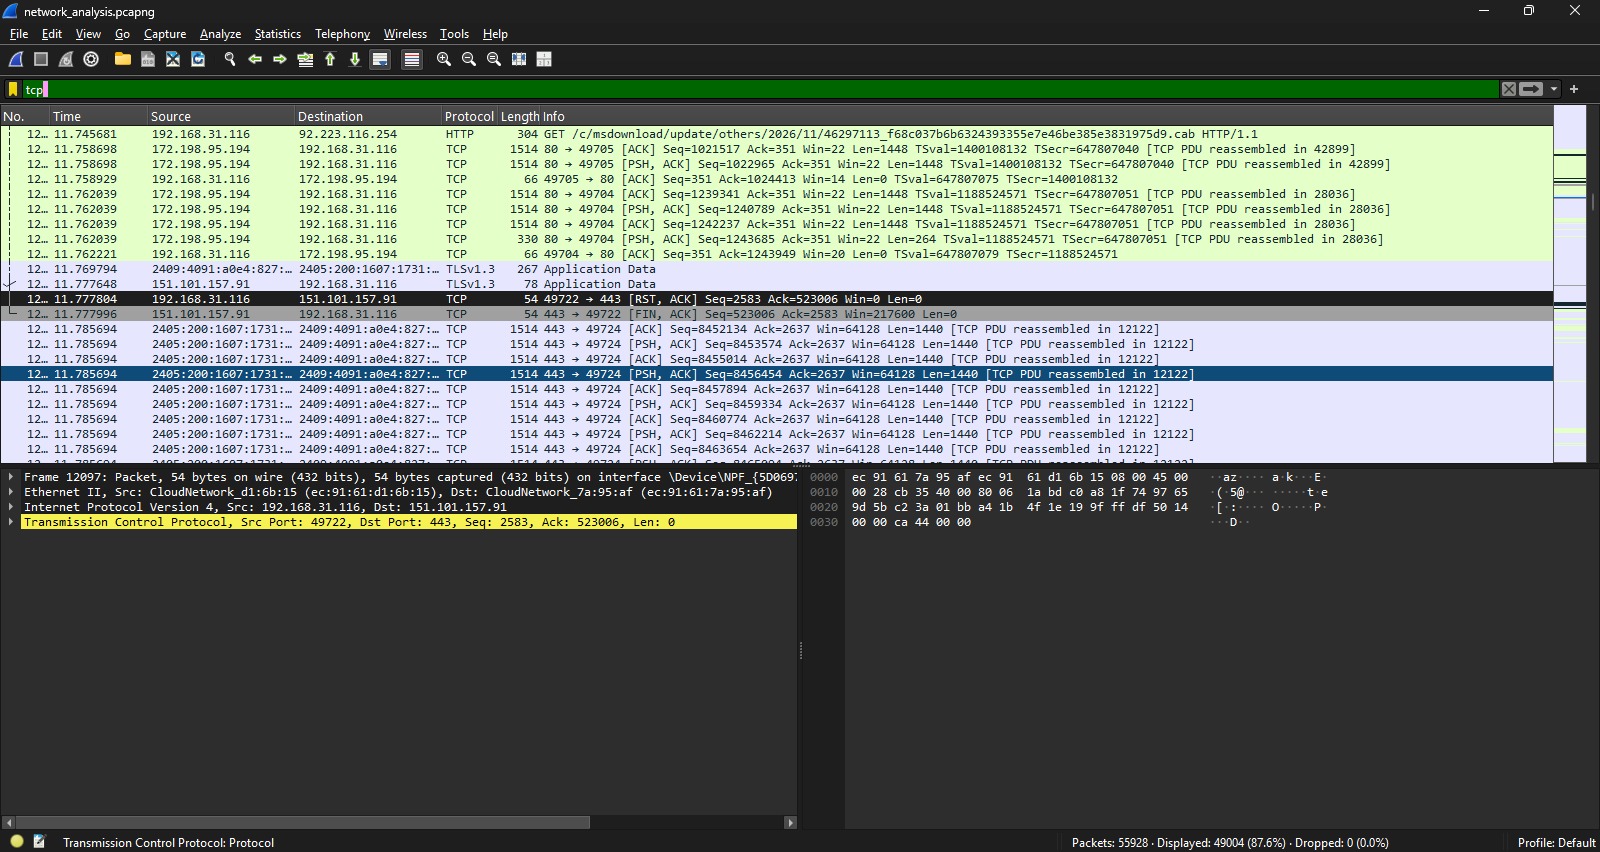 network_analysis.pcapng
File Edit View Go Capture Analyze Statistics Telephony Wireless Tools Help
tcp
No. Time Source Destination Protocol Length Info
12… 11.745681 192.168.31.116 92.223.116.254 HTTP 304 GET /c/msdownload/update/others/2026/11/46297113_f68c037b6b6324393355e7e46be385e3831975d9.cab HTTP/1.1
12… 11.758698 172.198.95.194 192.168.31.116 TCP 1514 80 → 49705 [ACK] Seq=1021517 Ack=351 Win=22 Len=1448 TSval=1400108132 TSecr=647807040 [TCP PDU reassembled in 42899]
12… 11.758698 172.198.95.194 192.168.31.116 TCP 1514 80 → 49705 [PSH, ACK] Seq=1022965 Ack=351 Win=22 Len=1448 TSval=1400108132 TSecr=647807040 [TCP PDU reassembled in 42899]
12… 11.758929 192.168.31.116 172.198.95.194 TCP 66 49705 → 80 [ACK] Seq=351 Ack=1024413 Win=14 Len=0 TSval=647807075 TSecr=1400108132
12… 11.762039 172.198.95.194 192.168.31.116 TCP 1514 80 → 49704 [ACK] Seq=1239341 Ack=351 Win=22 Len=1448 TSval=1188524571 TSecr=647807051 [TCP PDU reassembled in 28036]
12… 11.762039 172.198.95.194 192.168.31.116 TCP 1514 80 → 49704 [PSH, ACK] Seq=1240789 Ack=351 Win=22 Len=1448 TSval=1188524571 TSecr=647807051 [TCP PDU reassembled in 28036]
12… 11.762039 172.198.95.194 192.168.31.116 TCP 1514 80 → 49704 [ACK] Seq=1242237 Ack=351 Win=22 Len=1448 TSval=1188524571 TSecr=647807051 [TCP PDU reassembled in 28036]
12… 11.762039 172.198.95.194 192.168.31.116 TCP 330 80 → 49704 [PSH, ACK] Seq=1243685 Ack=351 Win=22 Len=264 TSval=1188524571 TSecr=647807051 [TCP PDU reassembled in 28036]
12… 11.762221 192.168.31.116 172.198.95.194 TCP 66 49704 → 80 [ACK] Seq=351 Ack=1243949 Win=20 Len=0 TSval=647807079 TSecr=1188524571
12… 11.769794 2409:4091:a0e4:827:… 2405:200:1607:1731:… TLSv1.3 267 Application Data
12… 11.777648 151.101.157.91 192.168.31.116 TLSv1.3 78 Application Data
12… 11.777804 192.168.31.116 151.101.157.91 TCP 54 49722 → 443 [RST, ACK] Seq=2583 Ack=523006 Win=0 Len=0
12… 11.777996 151.101.157.91 192.168.31.116 TCP 54 443 → 49722 [FIN, ACK] Seq=523006 Ack=2583 Win=217600 Len=0
12… 11.785694 2405:200:1607:1731:… 2409:4091:a0e4:827:… TCP 1514 443 → 49724 [ACK] Seq=8452134 Ack=2637 Win=64128 Len=1440 [TCP PDU reassembled in 12122]
12… 11.785694 2405:200:1607:1731:… 2409:4091:a0e4:827:… TCP 1514 443 → 49724 [PSH, ACK] Seq=8453574 Ack=2637 Win=64128 Len=1440 [TCP PDU reassembled in 12122]
12… 11.785694 2405:200:1607:1731:… 2409:4091:a0e4:827:… TCP 1514 443 → 49724 [ACK] Seq=8455014 Ack=2637 Win=64128 Len=1440 [TCP PDU reassembled in 12122]
12… 11.785694 2405:200:1607:1731:… 2409:4091:a0e4:827:… TCP 1514 443 → 49724 [PSH, ACK] Seq=8456454 Ack=2637 Win=64128 Len=1440 [TCP PDU reassembled in 12122]
12… 11.785694 2405:200:1607:1731:… 2409:4091:a0e4:827:… TCP 1514 443 → 49724 [ACK] Seq=8457894 Ack=2637 Win=64128 Len=1440 [TCP PDU reassembled in 12122]
12… 11.785694 2405:200:1607:1731:… 2409:4091:a0e4:827:… TCP 1514 443 → 49724 [PSH, ACK] Seq=8459334 Ack=2637 Win=64128 Len=1440 [TCP PDU reassembled in 12122]
12… 11.785694 2405:200:1607:1731:… 2409:4091:a0e4:827:… TCP 1514 443 → 49724 [ACK] Seq=8460774 Ack=2637 Win=64128 Len=1440 [TCP PDU reassembled in 12122]
12… 11.785694 2405:200:1607:1731:… 2409:4091:a0e4:827:… TCP 1514 443 → 49724 [PSH, ACK] Seq=8462214 Ack=2637 Win=64128 Len=1440 [TCP PDU reassembled in 12122]
12… 11.785694 2405:200:1607:1731:… 2409:4091:a0e4:827:… TCP 1514 443 → 49724 [ACK] Seq=8463654 Ack=2637 Win=64128 Len=1440 [TCP PDU reassembled in 12122]
Frame 12097: Packet, 54 bytes on wire (432 bits), 54 bytes captured (432 bits) on interface \Device\NPF_{5D069
Ethernet II, Src: CloudNetwork_d1:6b:15 (ec:91:61:d1:6b:15), Dst: CloudNetwork_7a:95:af (ec:91:61:7a:95:af)
Internet Protocol Version 4, Src: 192.168.31.116, Dst: 151.101.157.91
Transmission Control Protocol, Src Port: 49722, Dst Port: 443, Seq: 2583, Ack: 523006, Len: 0
0000 ec 91 61 7a 95 af ec 91 61 d1 6b 15 08 00 45 00 ··az···· a·k···E·
0010 00 28 cb 35 40 00 80 06 1a bd c0 a8 1f 74 97 65 ·(·5@··· ·····t·e
0020 9d 5b c2 3a 01 bb a4 1b 4f 1e 19 9f ff df 50 14 ·[·:···· O·····P·
0030 00 00 ca 44 00 00 ···D··
Transmission Control Protocol: Protocol
Packets: 55928 · Displayed: 49004 (87.6%) · Dropped: 0 (0.0%)
Profile: Default